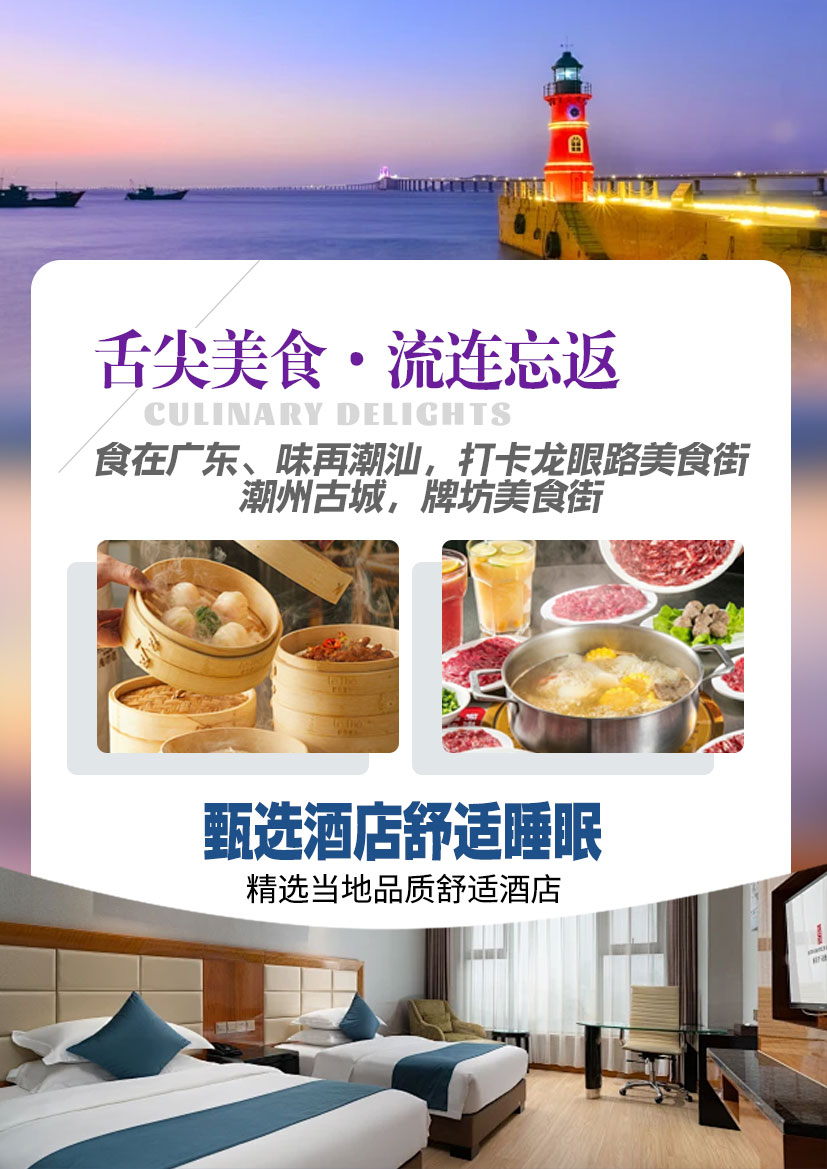 舌尖美食·流连忘返
CULINARY DELIGHTS
食在广东、味再潮汕，打卡龙眼路美食街
潮州古城，牌坊美食街
甄选酒店舒适睡眠
精选当地品质舒适酒店